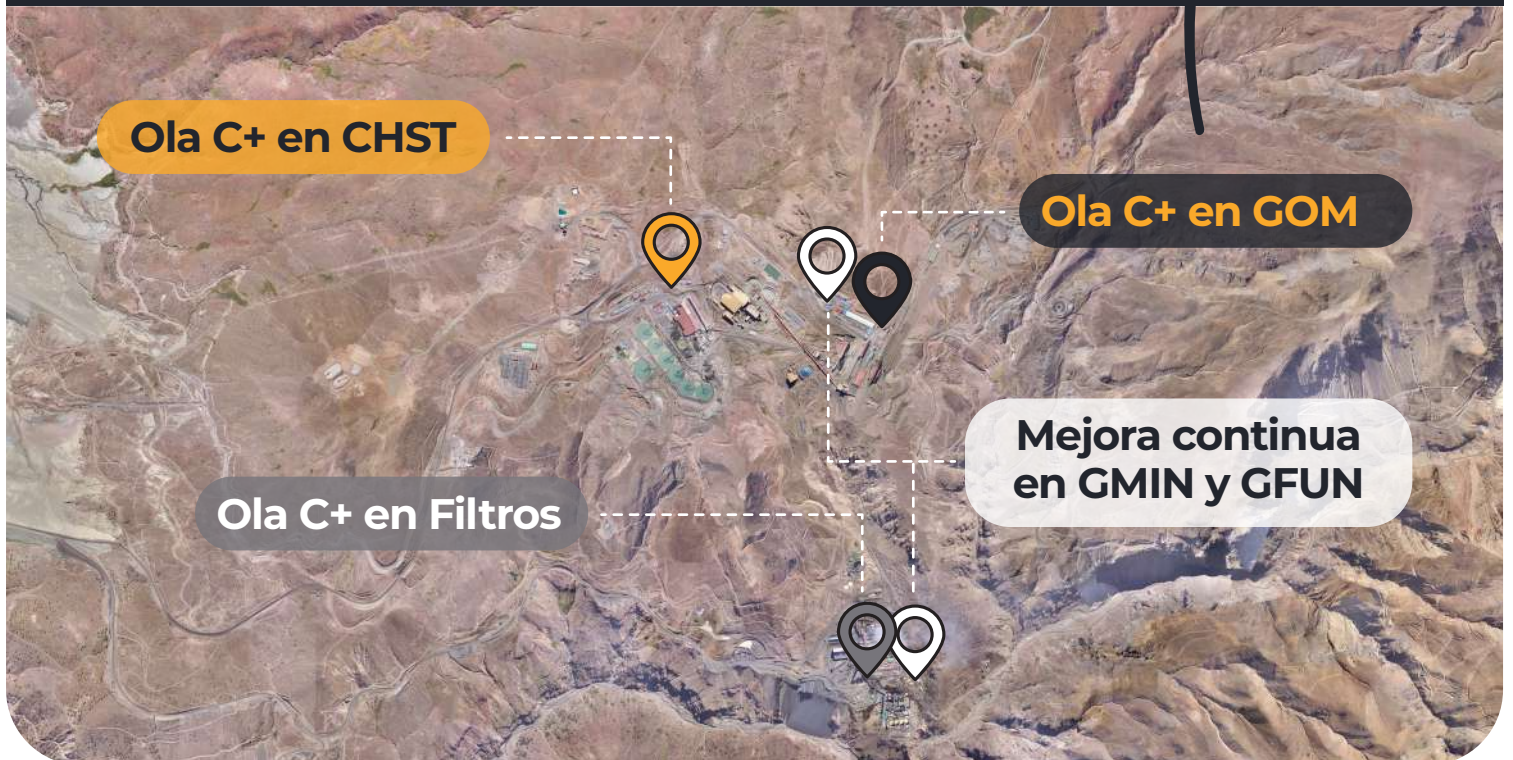 Ola C+ en CHST
Ola C+ en GOM
Mejora continua
en GMIN y GFUN
Ola C+ en Filtros